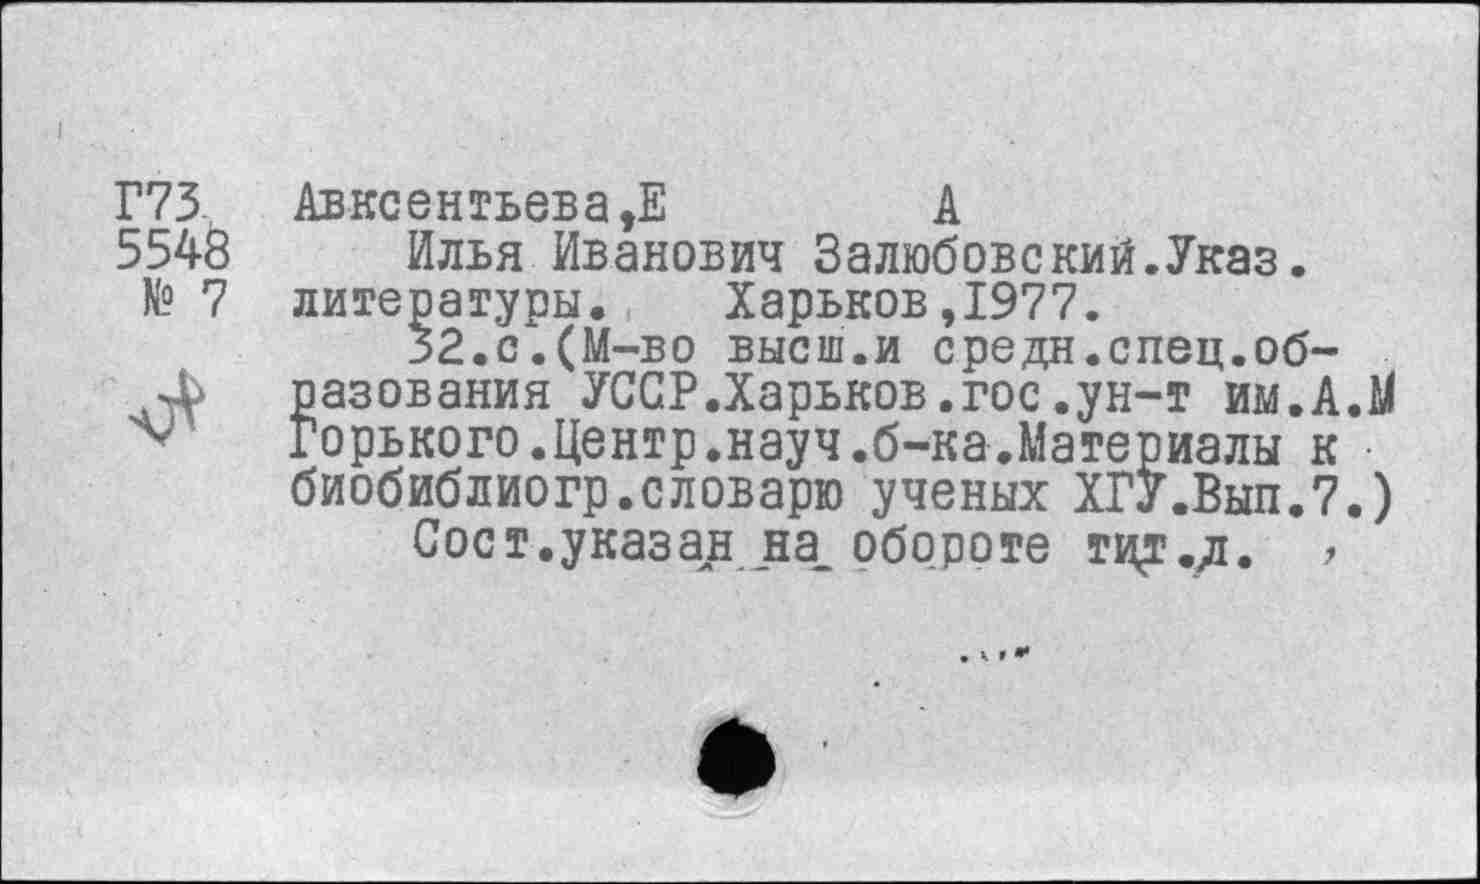 Г73 Авксентьева,Е А
5548 Илья Иванович Залюбовский.Указ.
№ 7 литературы. Харьков,1977.
32.с.(М-во высш.и средн.спец.об-
разования УССР.Харьков.гос.ун-т им.А.М
Горького.Центр.науч.б-ка.Материалы к
биобиблиогр.словарю ученых ХГУ.Вып.7.)
Сост.указан на обороте тит.л.